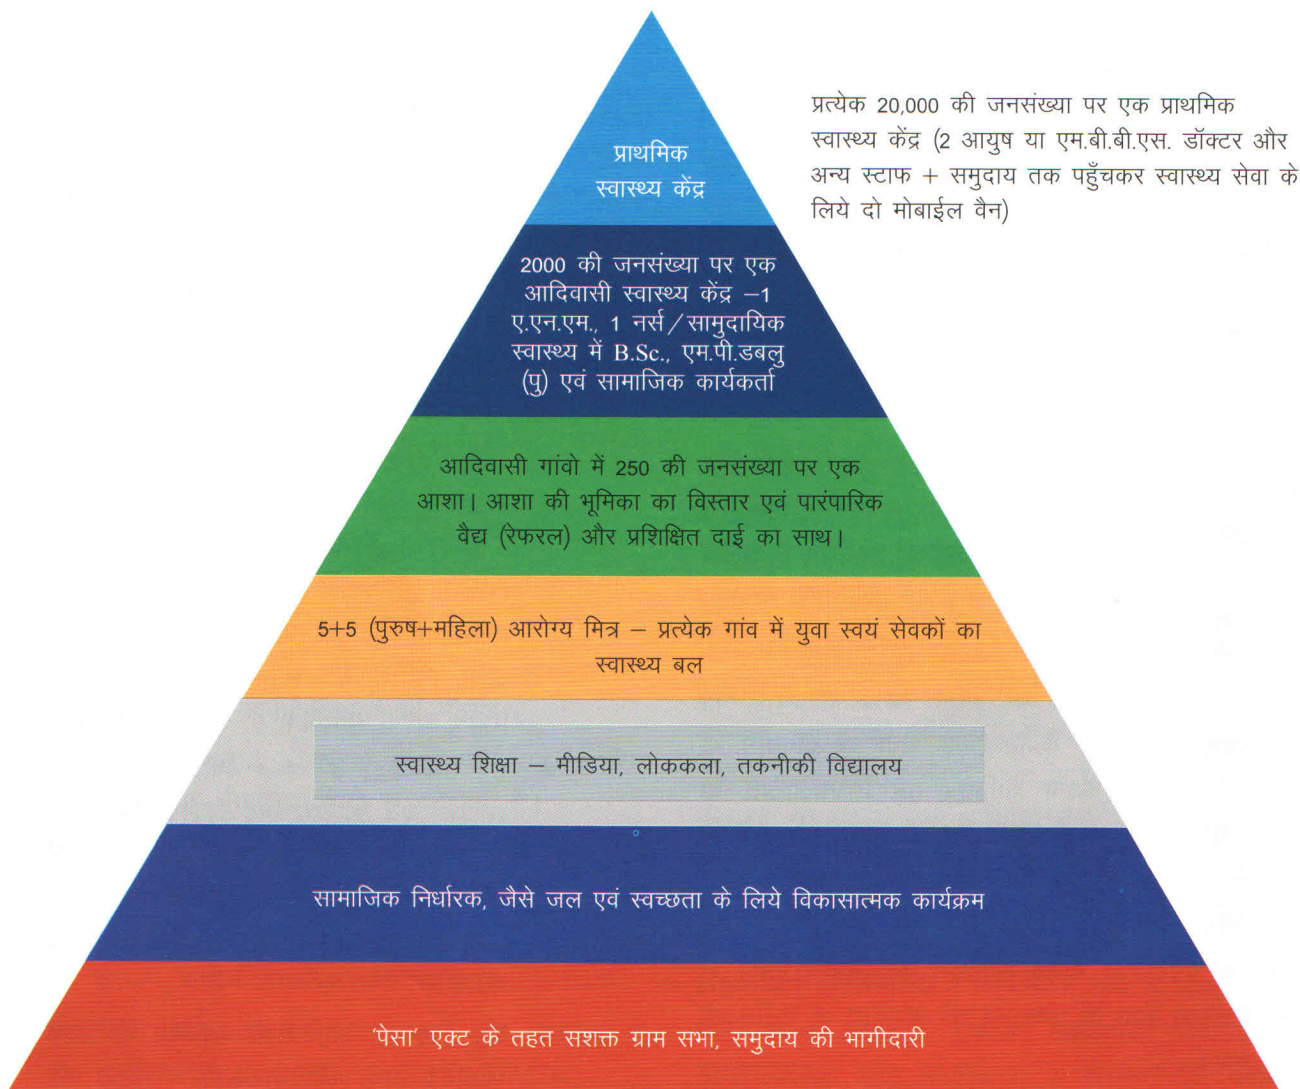 प्राथमिक
स्वास्थ्य केंद्र
प्रत्येक 20,000 की जनसंख्या पर एक प्राथमिक
स्वास्थ्य केंद्र (2 आयुष या एम.बी.बी.एस. डॉक्टर और
अन्य स्टाफ + समुदाय तक पहुँचकर स्वास्थ्य सेवा के
लिये दो मोबाईल वैन)
2000 की जनसंख्या पर एक
आदिवासी स्वास्थ्य केंद्र –1
ए.एन.एम., 1 नर्स/सामुदायिक
स्वास्थ्य में B.Sc., एम.पी.डबलु
(पु) एवं सामाजिक कार्यकर्ता
आदिवासी गांवो में 250 की जनसंख्या पर एक
आशा। आशा की भूमिका का विस्तार एवं पारंपारिक
वैद्य (रेफरल) और प्रशिक्षित दाई का साथ।
5+5 (पुरुष+महिला) आरोग्य मित्र – प्रत्येक गांव में युवा स्वयं सेवकों का
स्वास्थ्य बल
स्वास्थ्य शिक्षा – मीडिया, लोककला, तकनीकी विद्यालय
सामाजिक निर्धारक, जैसे जल एवं स्वच्छता के लिये विकासात्मक कार्यक्रम
'पेसा' एक्ट के तहत सशक्त ग्राम सभा, समुदाय की भागीदारी